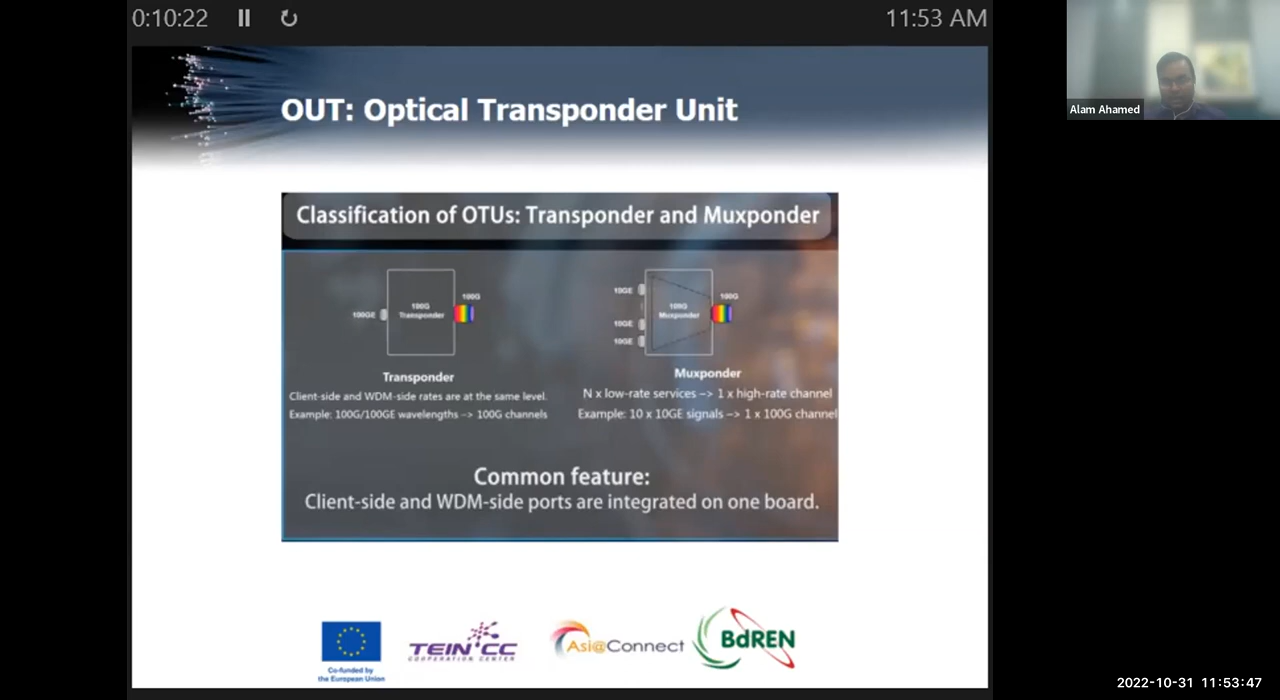 0:10:22
11:53 AM
Alam Ahamed
OUT: Optical Transponder Unit
Classification of OTUs: Transponder and Muxponder
100G
100GE
100G
Transponder
10GE
100G
100G
Muxponder
10GE
10GE
Transponder
Muxponder
Client-side and WDM-side rates are at the same level.
N x low-rate services –> 1 x high-rate channel
Example: 100G/100GE wavelengths –> 100G channels
Example: 10 x 10GE signals –> 1 x 100G channel
Common feature:
Client-side and WDM-side ports are integrated on one board.
Co-funded by
the European Union
TEIN*CC
COOPERATION CENTER
Asi@Connect
BdREN
2022-10-31 11:53:47